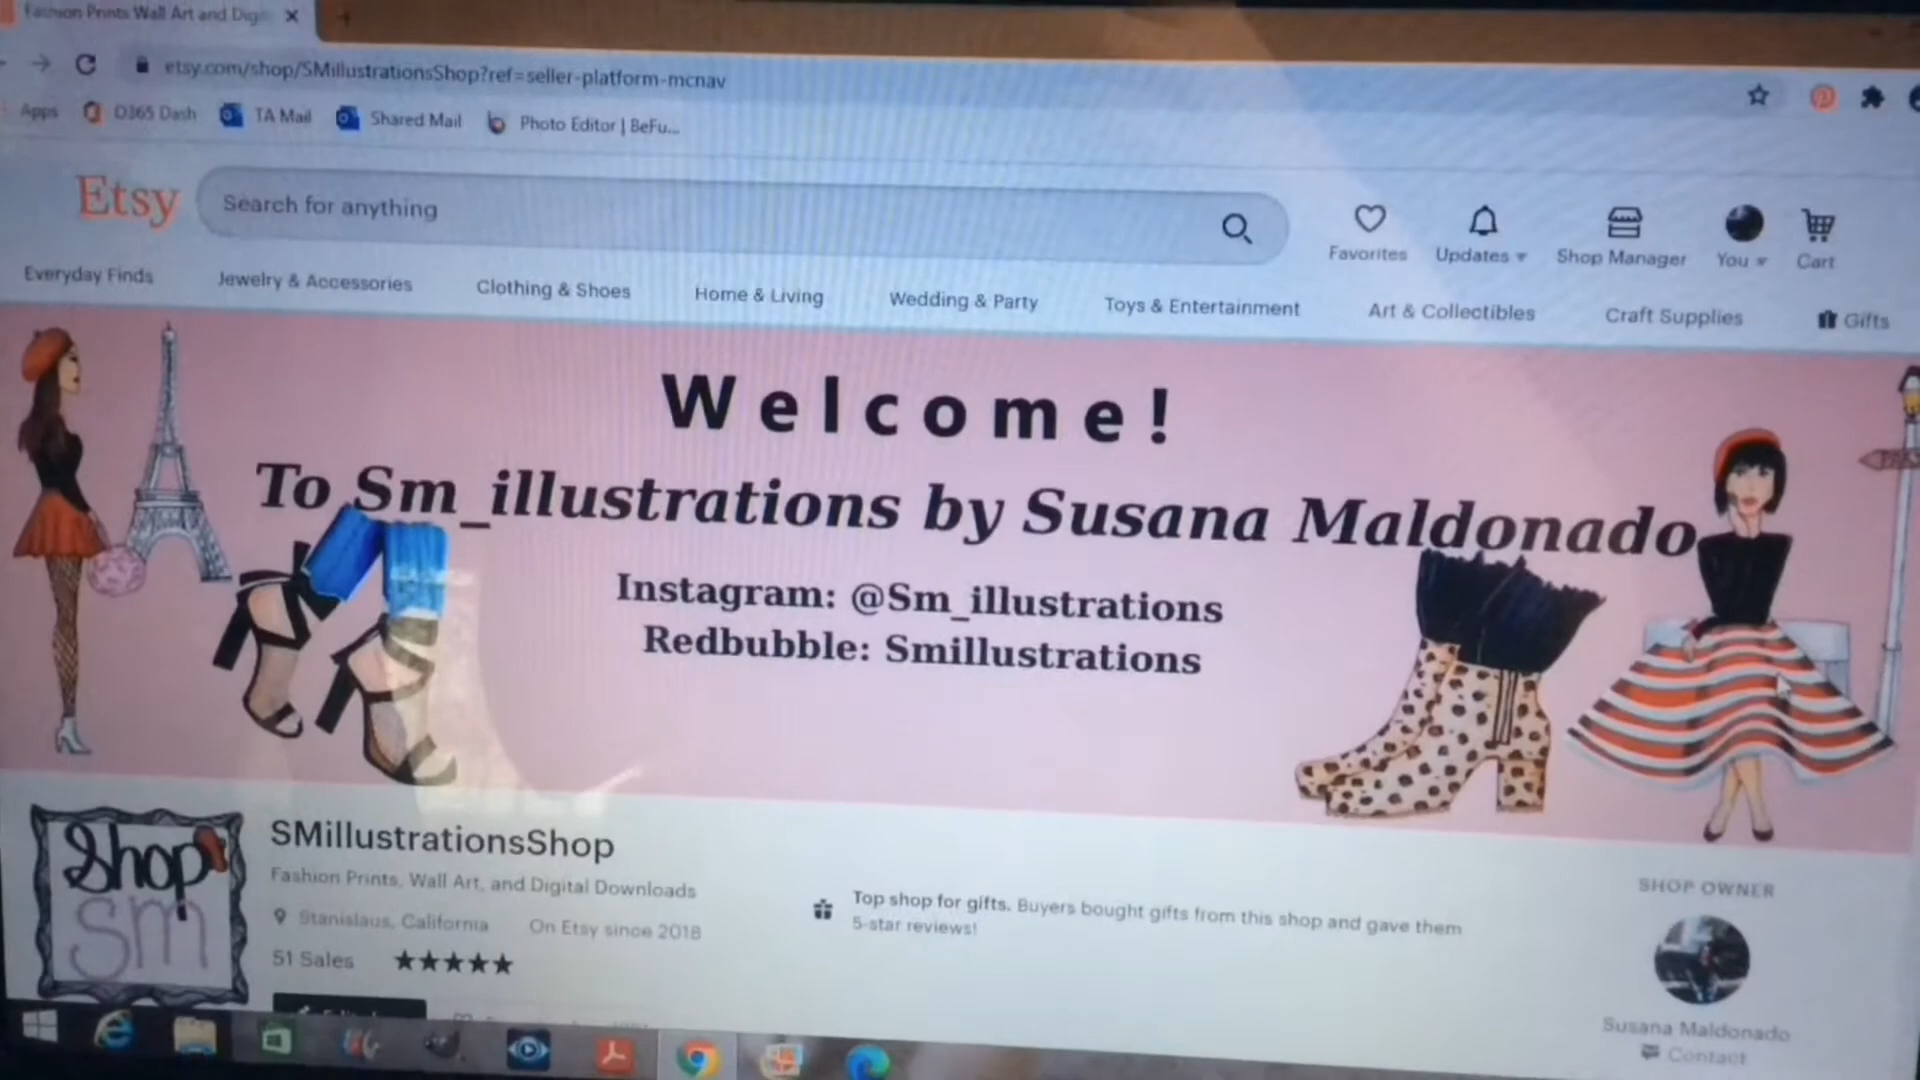 Fashion Prints Wall Art and Digi
etsy.com/shop/SMillustrationsShop?ref=seller-platform-mcnav
Apps O365 Dash TA Mail Shared Mail Photo Editor | BeFu...
Etsy Search for anything
Favorites Updates Shop Manager You Cart
Everyday Finds Jewelry & Accessories Clothing & Shoes Home & Living Wedding & Party Toys & Entertainment Art & Collectibles Craft Supplies Gifts
Welcome!
To Sm_illustrations by Susana Maldonado
Instagram: @Sm_illustrations
Redbubble: Smillustrations
Shop
sm
SMillustrationsShop
Fashion Prints, Wall Art, and Digital Downloads
Stanislaus, California On Etsy since 2018
51 Sales
Top shop for gifts. Buyers bought gifts from this shop and gave them
5-star reviews!
SHOP OWNER
Susana Maldonado
Contact